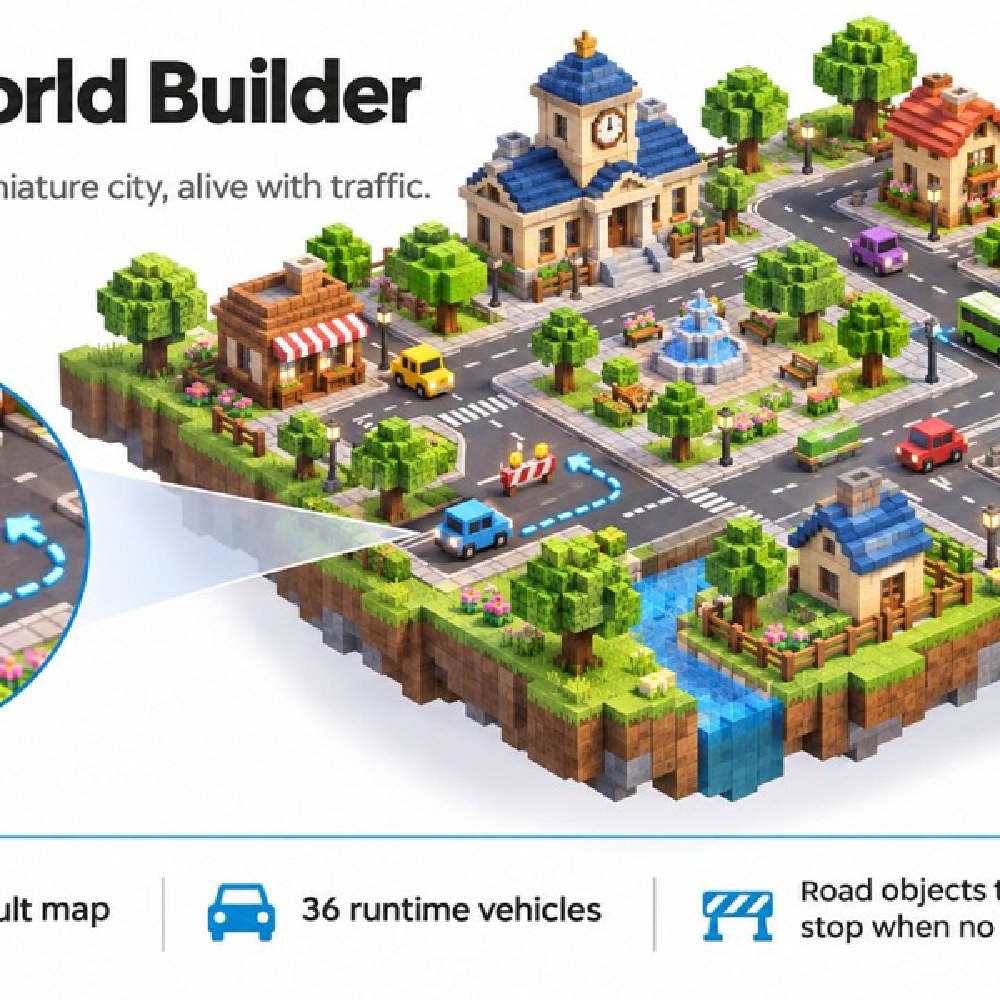 orld Builder
niature city, alive with traffic.
ult map
36 runtime vehicles
Road objects t
stop when no